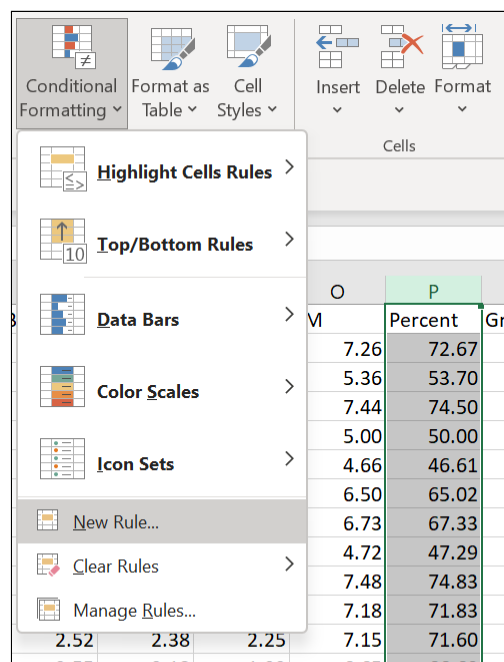 ≠
Conditional Format as Cell Insert Delete Format
Formatting Table Styles
Cells
≤ >
Highlight Cells Rules
10
Top/Bottom Rules
Data Bars
Color Scales
Icon Sets
New Rule...
Clear Rules
Manage Rules...
O P
M Percent Gr
7.26 72.67
5.36 53.70
7.44 74.50
5.00 50.00
4.66 46.61
6.50 65.02
6.73 67.33
4.72 47.29
7.48 74.83
7.18 71.83
2.52 2.38 2.25 7.15 71.60